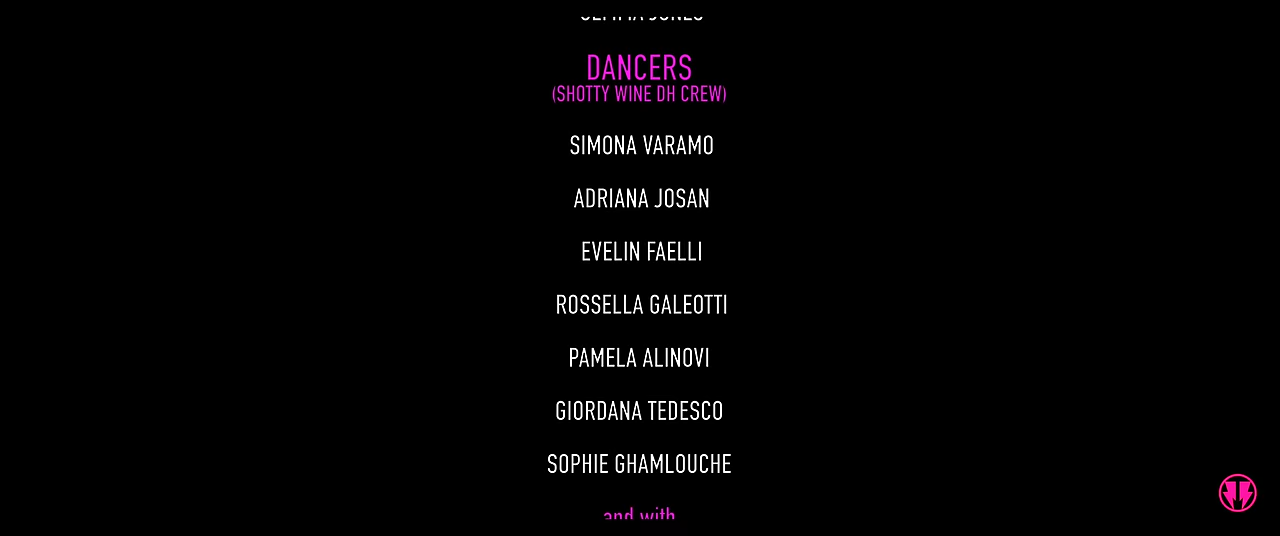 DANCERS
(SHOTTY WINE DH CREW)
SIMONA VARAMO
ADRIANA JOSAN
EVELIN FAELLI
ROSSELLA GALEOTTI
PAMELA ALINOVI
GIORDANA TEDESCO
SOPHIE GHAMLOUCHE
and with